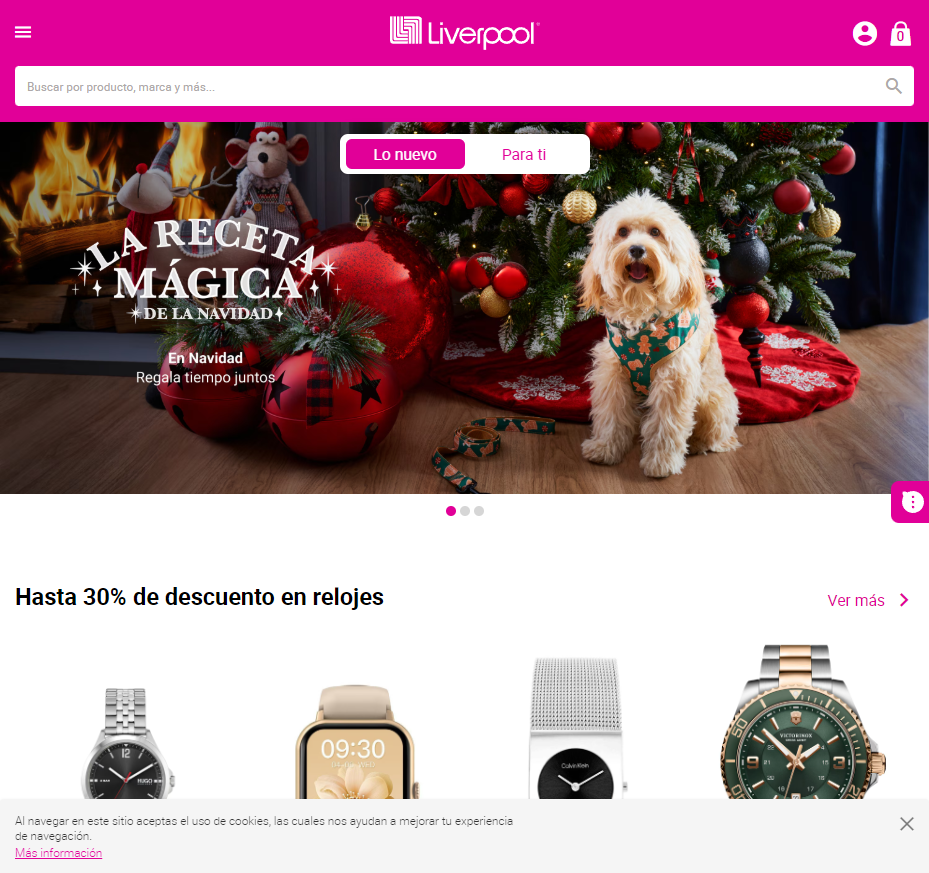 Liverpool
0
Buscar por producto, marca y más...
Lo nuevo
Para ti
LA RECETA
MÁGICA
DE LA NAVIDAD
En Navidad
Regala tiempo juntos
Hasta 30% de descuento en relojes
Ver más
09:30
HUGO
Calvin Klein
VICTORINOX
Al navegar en este sitio aceptas el uso de cookies, las cuales nos ayudan a mejorar tu experiencia
de navegación.
Más información